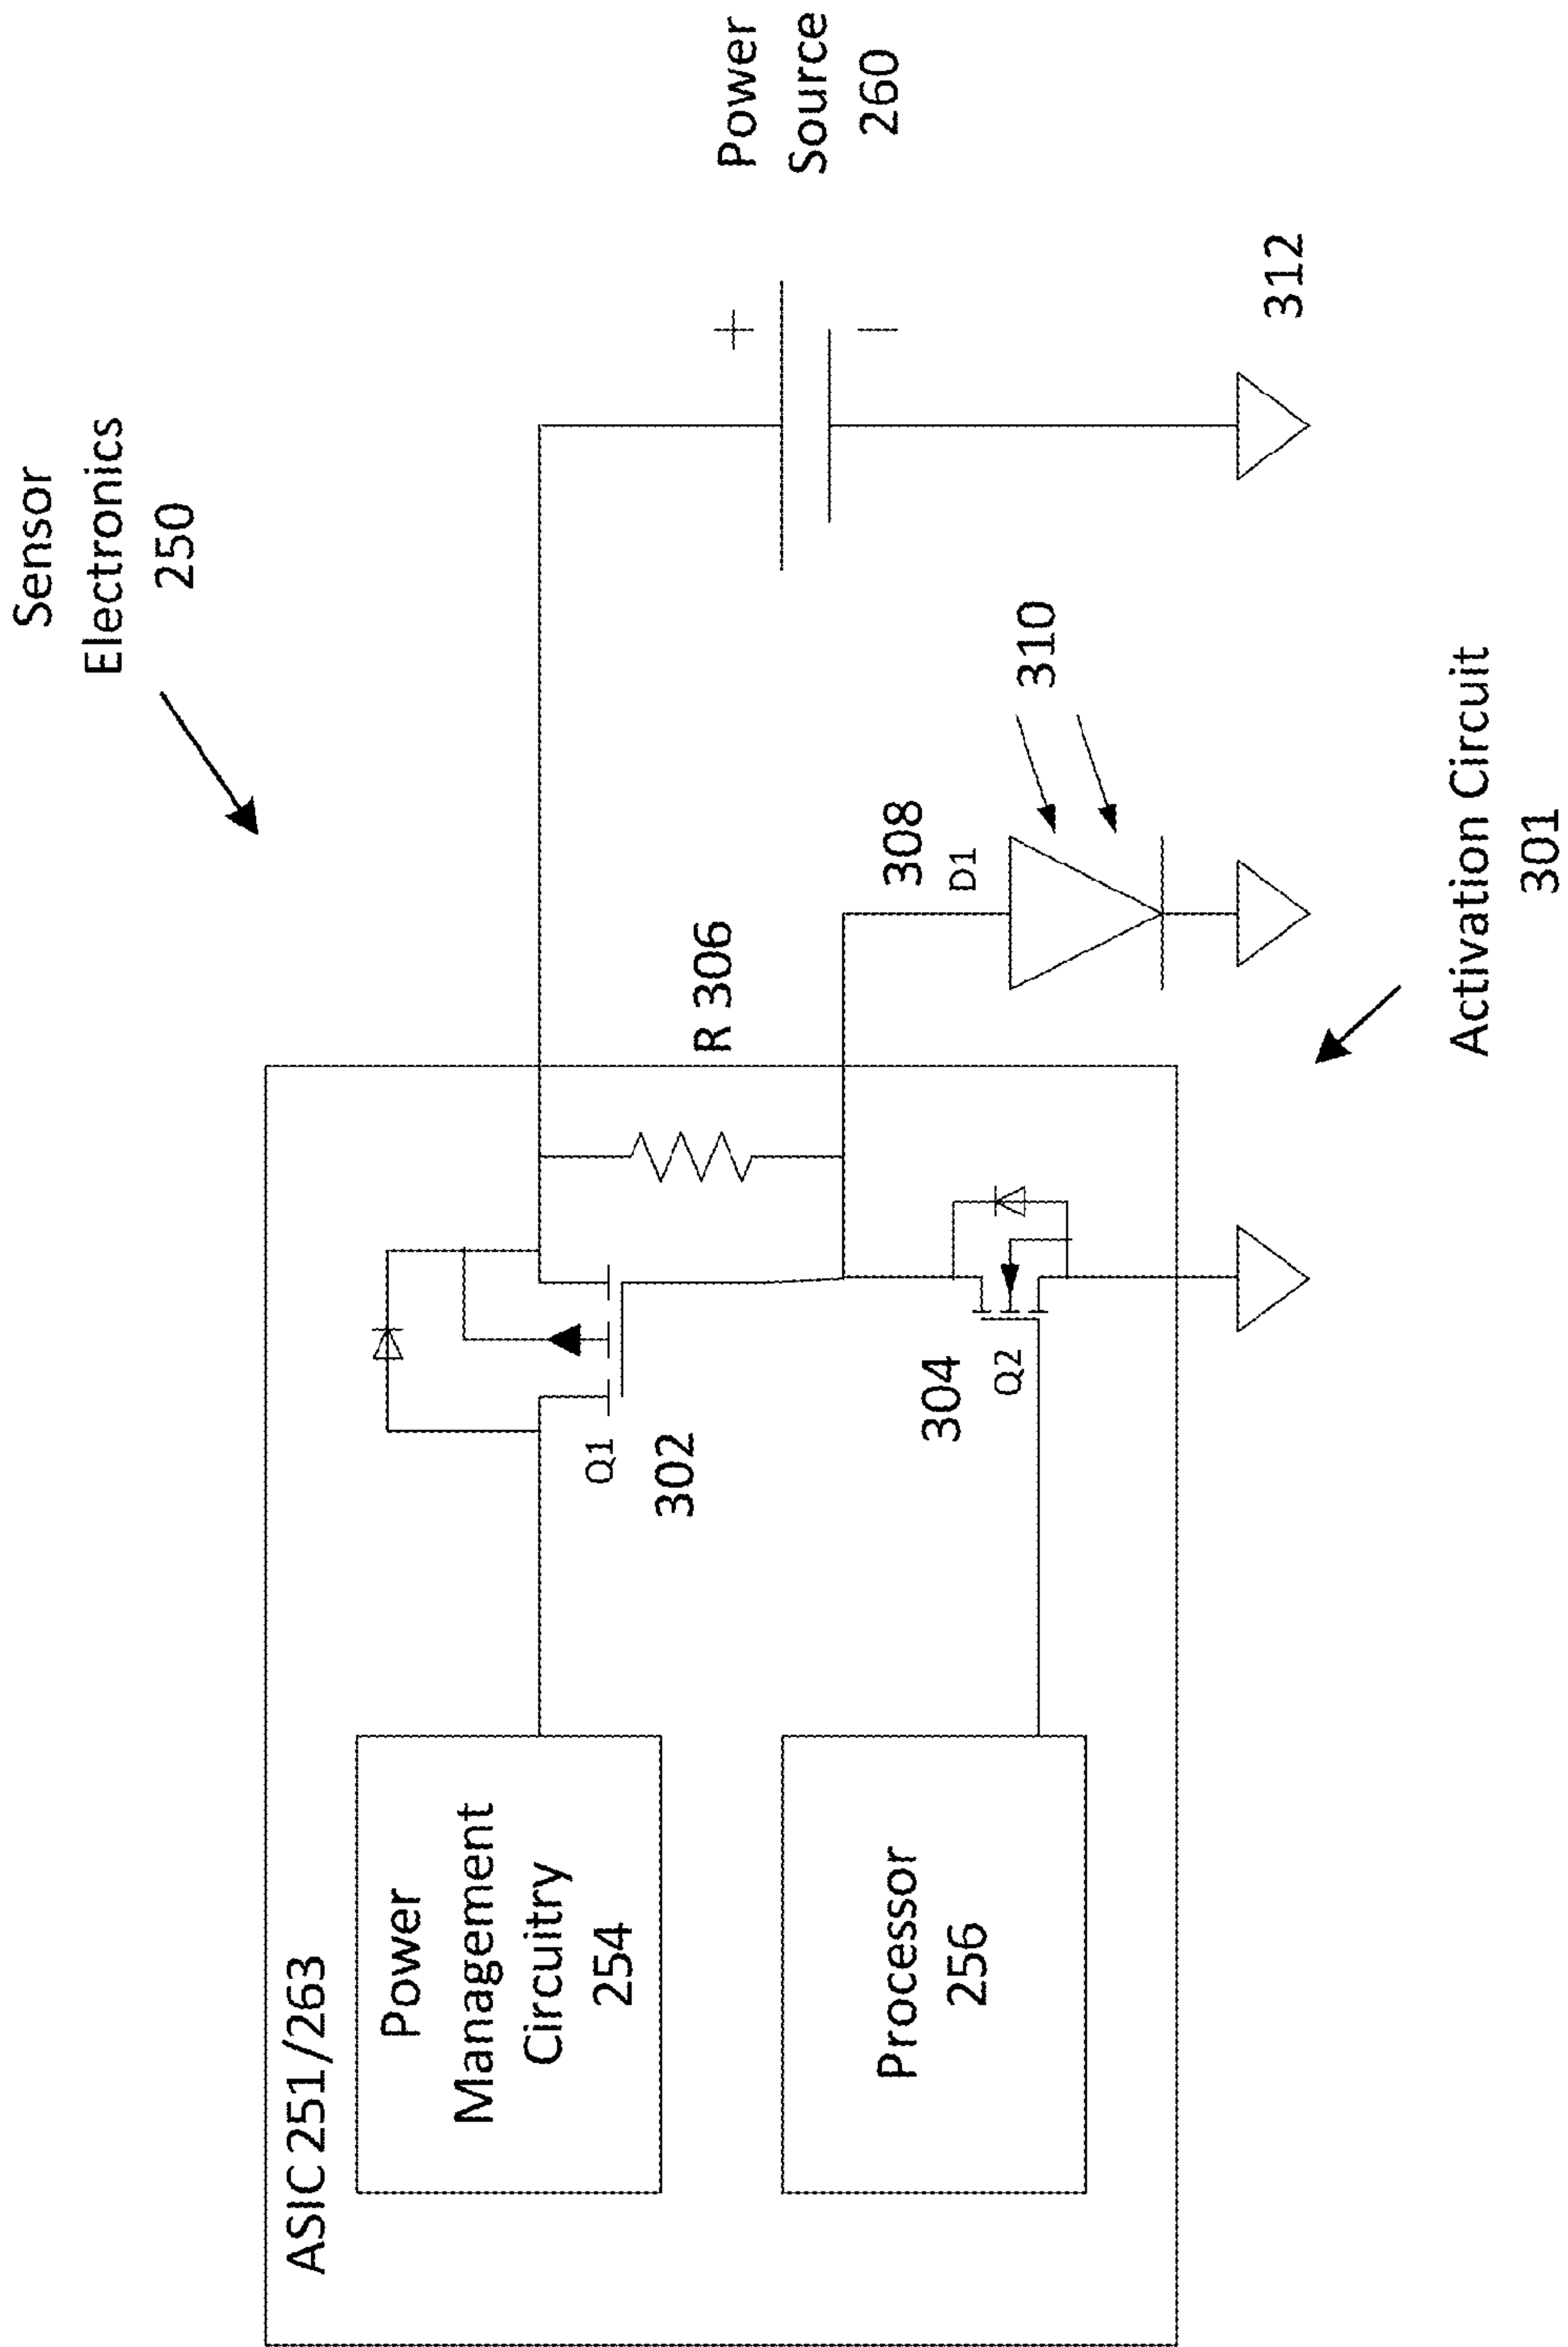 Sensor
Electronics
250
ASIC 251/263
Power
Management
Circuitry
254
Q1
302
R 306
+
−
Power
Source
260
Processor
256
304
Q2
308
D1
310
312
Activation Circuit
301